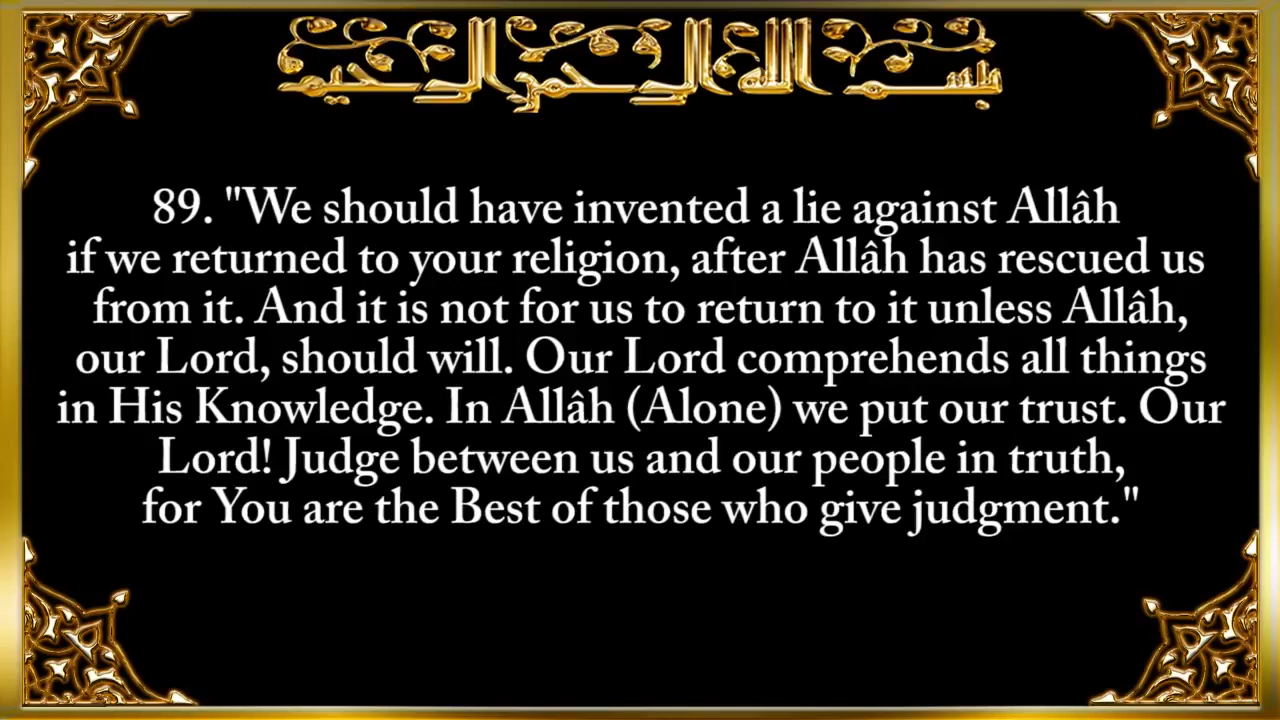 بسم الله الرحمن الرحيم
89. "We should have invented a lie against Allâh
if we returned to your religion, after Allâh has rescued us
from it. And it is not for us to return to it unless Allâh,
our Lord, should will. Our Lord comprehends all things
in His Knowledge. In Allâh (Alone) we put our trust. Our
Lord! Judge between us and our people in truth,
for You are the Best of those who give judgment."